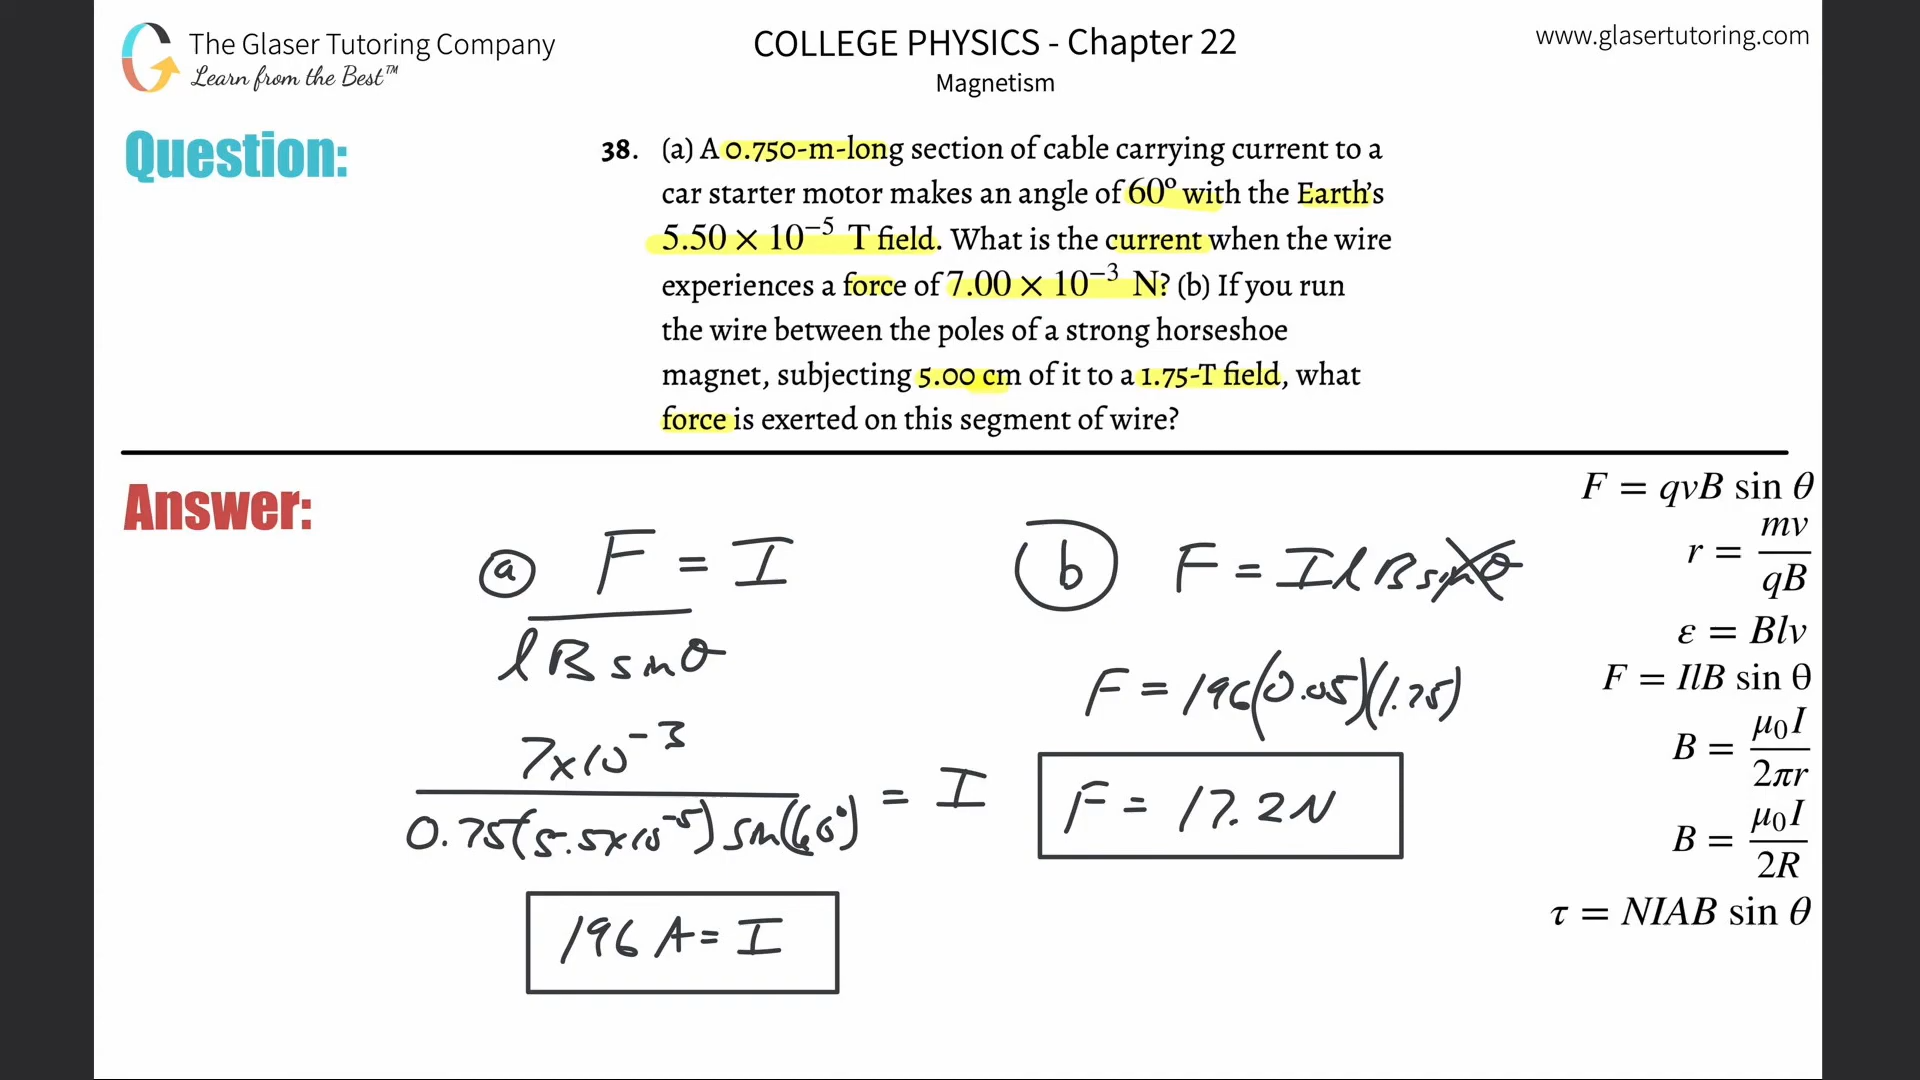 The Glaser Tutoring Company
Learn from the Best™
COLLEGE PHYSICS - Chapter 22
Magnetism
www.glasertutoring.com
Question:
38. (a) A 0.750-m-long section of cable carrying current to a
car starter motor makes an angle of 60º with the Earth's
5.50 × 10⁻⁵ T field. What is the current when the wire
experiences a force of 7.00 × 10⁻³ N? (b) If you run
the wire between the poles of a strong horseshoe
magnet, subjecting 5.00 cm of it to a 1.75-T field, what
force is exerted on this segment of wire?
Answer:
(a) F = I
lB sinθ
7x10⁻³
0.75(5.5x10⁻⁵) sin(60°) = I
196 A = I
(b) F = IlB sinθ
F = 196(0.05)(1.75)
F = 17.2N
F = qvB sin θ
r = mv/qB
ε = Blv
F = IlB sin θ
B = μ₀I/2πr
B = μ₀I/2R
τ = NIAB sin θ